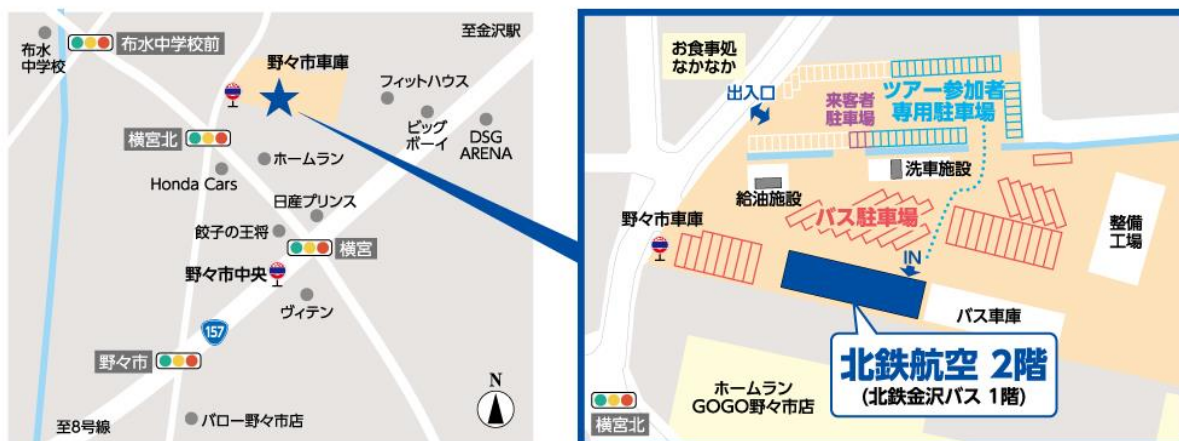 至金沢駅
布水
中学校
布水中学校前
野々市車庫
フィットハウス
ビッグ
ボーイ
DSG
ARENA
横宮北
ホームラン
Honda Cars
日産プリンス
餃子の王将
横宮
野々市中央
ヴィテン
157
野々市
N
バロー野々市店
至8号線
お食事処
なかなか
出入口
来客者
駐車場
ツアー参加者
専用駐車場
洗車施設
給油施設
バス駐車場
野々市車庫
整備
工場
IN
バス車庫
北鉄航空 2階
(北鉄金沢バス 1階)
ホームラン
GOGO野々市店
横宮北